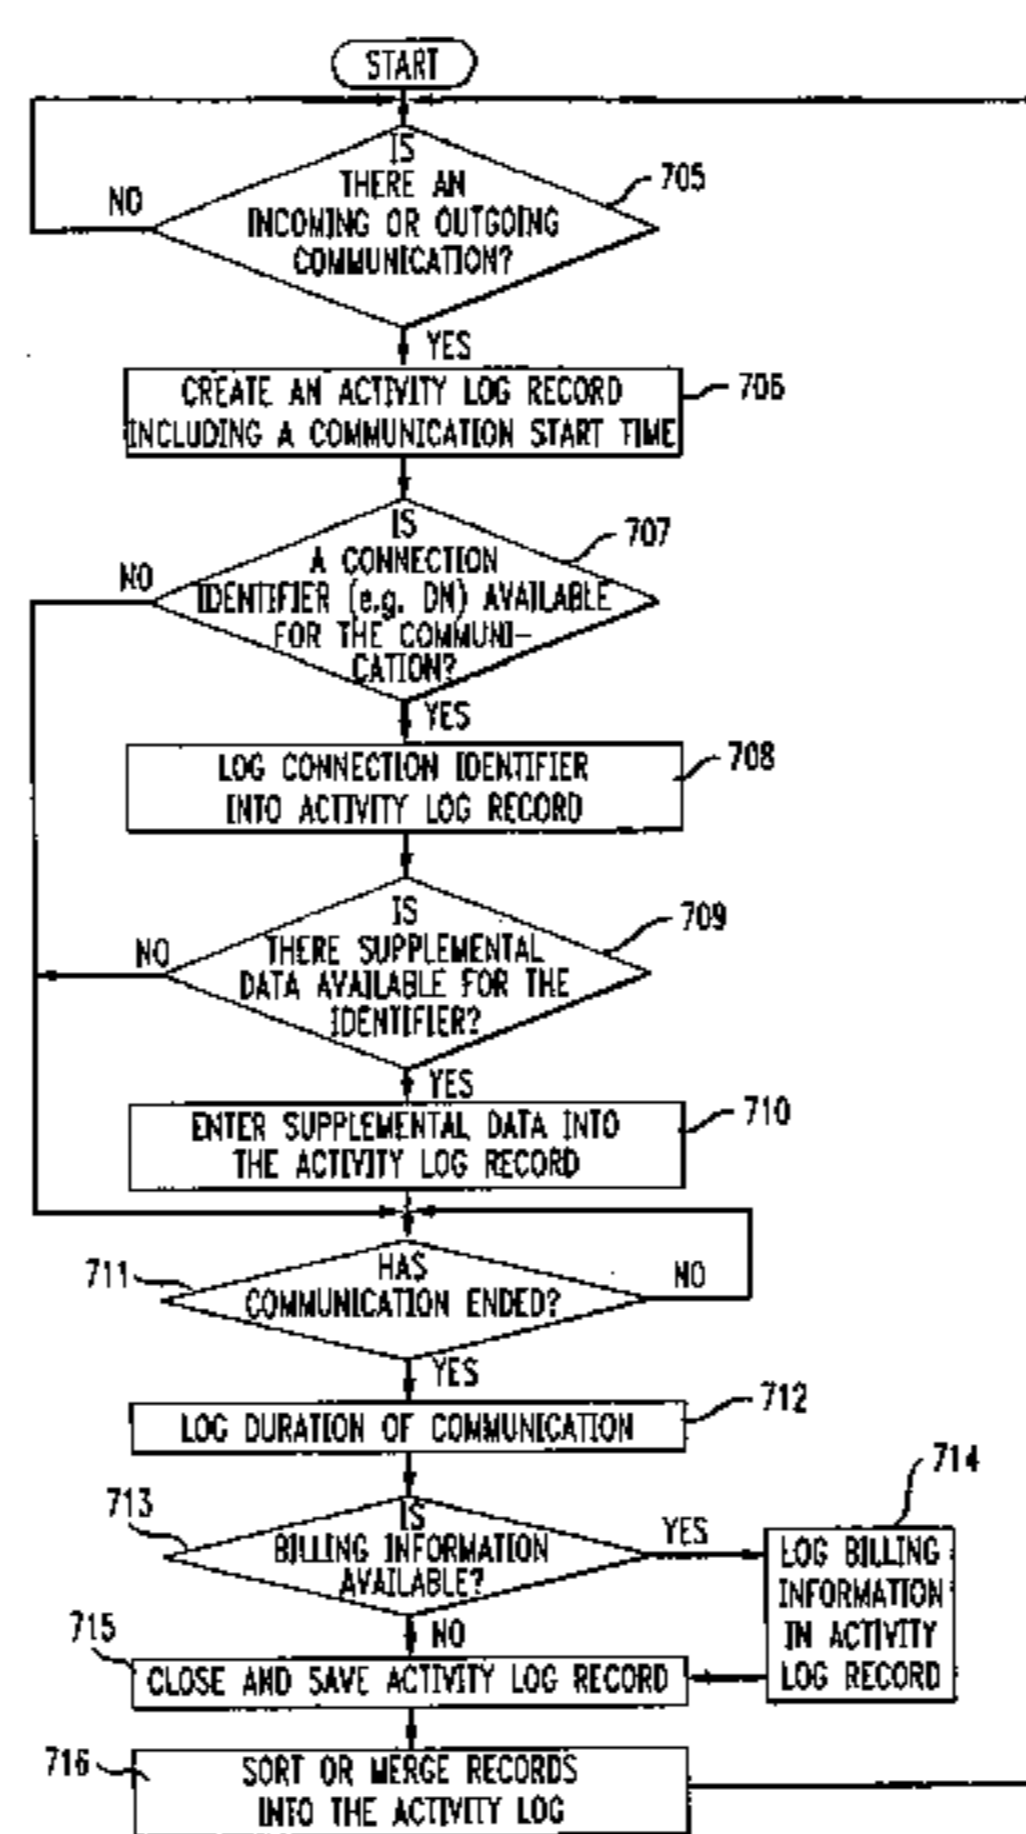 START
IS
THERE AN
INCOMING OR OUTGOING
COMMUNICATION?
705
NO
YES
CREATE AN ACTIVITY LOG RECORD
INCLUDING A COMMUNICATION START TIME
706
IS
A CONNECTION
IDENTIFIER (e.g. DN) AVAILABLE
FOR THE COMMUNI-
CATION?
707
NO
YES
LOG CONNECTION IDENTIFIER
INTO ACTIVITY LOG RECORD
708
IS
THERE SUPPLEMENTAL
DATA AVAILABLE FOR THE
IDENTIFIER?
709
NO
YES
ENTER SUPPLEMENTAL DATA INTO
THE ACTIVITY LOG RECORD
710
711
HAS
COMMUNICATION ENDED?
NO
YES
LOG DURATION OF COMMUNICATION
712
713
IS
BILLING INFORMATION
AVAILABLE?
YES
714
LOG BILLING
INFORMATION
IN ACTIVITY
LOG RECORD
NO
715
CLOSE AND SAVE ACTIVITY LOG RECORD
716
SORT OR MERGE RECORDS
INTO THE ACTIVITY LOG